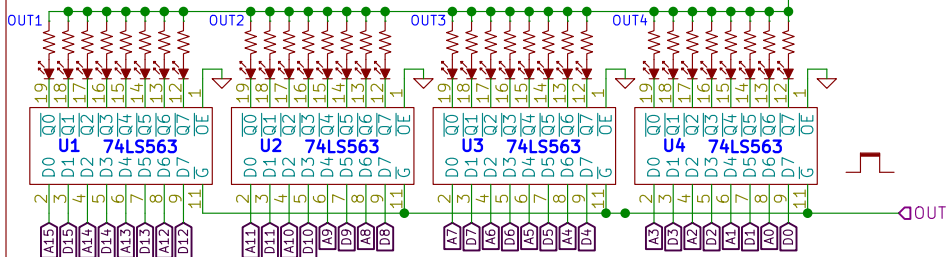 OUT1 OUT2 OUT3 OUT4
19 18 17 16 15 14 13 12 1 19 18 17 16 15 14 13 12 1 19 18 17 16 15 14 13 12 1 19 18 17 16 15 14 13 12 1
Q0 Q1 Q2 Q3 Q4 Q5 Q6 Q7 OE Q0 Q1 Q2 Q3 Q4 Q5 Q6 Q7 OE Q0 Q1 Q2 Q3 Q4 Q5 Q6 Q7 OE Q0 Q1 Q2 Q3 Q4 Q5 Q6 Q7 OE
U1 74LS563 U2 74LS563 U3 74LS563 U4 74LS563
D0 D1 D2 D3 D4 D5 D6 D7 G D0 D1 D2 D3 D4 D5 D6 D7 G D0 D1 D2 D3 D4 D5 D6 D7 G D0 D1 D2 D3 D4 D5 D6 D7 G
2 3 4 5 6 7 8 9 11 2 3 4 5 6 7 8 9 11 2 3 4 5 6 7 8 9 11 2 3 4 5 6 7 8 9 11
OUT
A15 D15 A14 D14 A13 D13 A12 D12 A11 D11 A10 D10 A9 D9 A8 D8 A7 D7 A6 D6 A5 D5 A4 D4 A3 D3 A2 D2 A1 D1 A0 D0